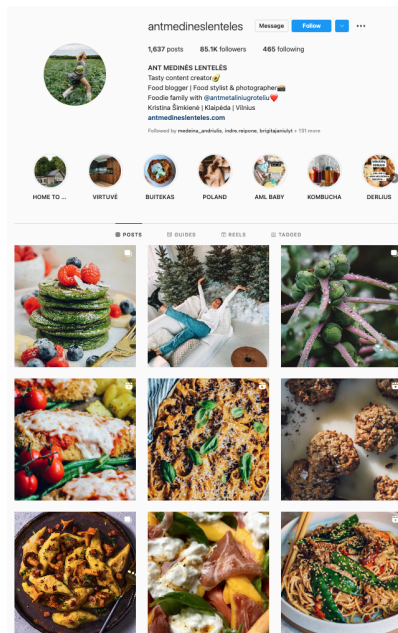 antmedineslenteles Message Follow
1,637 posts 85.1K followers 465 following
ANT MEDINĖS LENTELĖS
Tasty content creator🥑
Food blogger | Food stylist & photographer📸
Foodie family with @antmetaliniugroteliu❤️
Kristina Šimkienė | Klaipėda | Vilnius
antmedineslenteles.com
Followed by medeina_andriulis, indre.reipone, brigitajaniulyt + 131 more
HOME TO ... VIRTUVĖ BUITEKAS POLAND AML BABY KOMBUCHA DERLIUS
POSTS GUIDES REELS TAGGED